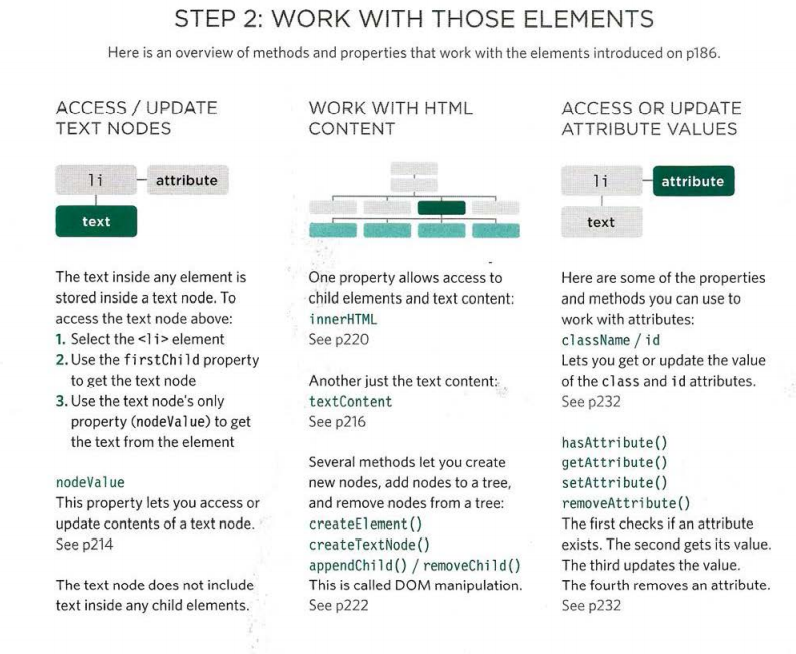 STEP 2: WORK WITH THOSE ELEMENTS
Here is an overview of methods and properties that work with the elements introduced on p186.
ACCESS / UPDATE
TEXT NODES
li
attribute
text
The text inside any element is
stored inside a text node. To
access the text node above:
1. Select the <li> element
2. Use the firstChild property
to get the text node
3. Use the text node's only
property (nodeValue) to get
the text from the element
nodeValue
This property lets you access or
update contents of a text node.
See p214
The text node does not include
text inside any child elements.
WORK WITH HTML
CONTENT
One property allows access to
child elements and text content:
innerHTML
See p220
Another just the text content:
textContent
See p216
Several methods let you create
new nodes, add nodes to a tree,
and remove nodes from a tree:
createElement()
createTextNode()
appendChild() / removeChild()
This is called DOM manipulation.
See p222
ACCESS OR UPDATE
ATTRIBUTE VALUES
li
attribute
text
Here are some of the properties
and methods you can use to
work with attributes:
className / id
Lets you get or update the value
of the class and id attributes.
See p232
hasAttribute()
getAttribute()
setAttribute()
removeAttribute()
The first checks if an attribute
exists. The second gets its value.
The third updates the value.
The fourth removes an attribute.
See p232